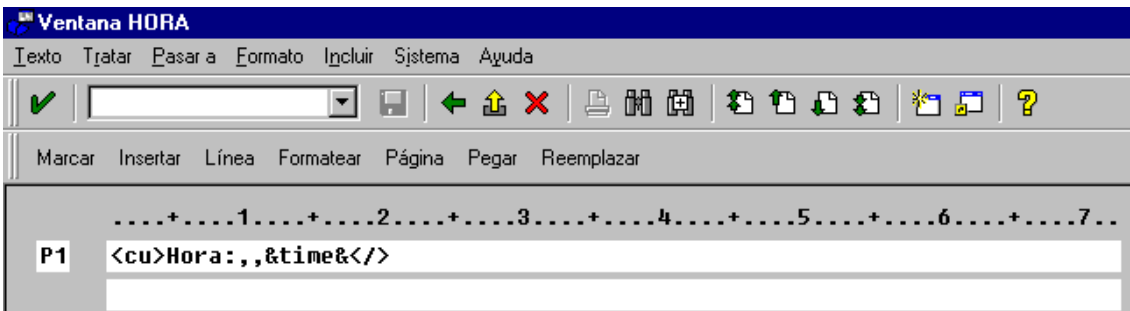 Ventana HORA
Texto Tratar Pasar a Formato Incluir Sistema Ayuda
Marcar Insertar Línea Formatear Página Pegar Reemplazar
....+....1....+....2....+....3....+....4....+....5....+....6....+....7..
P1 <cu>Hora:,,&time&</>